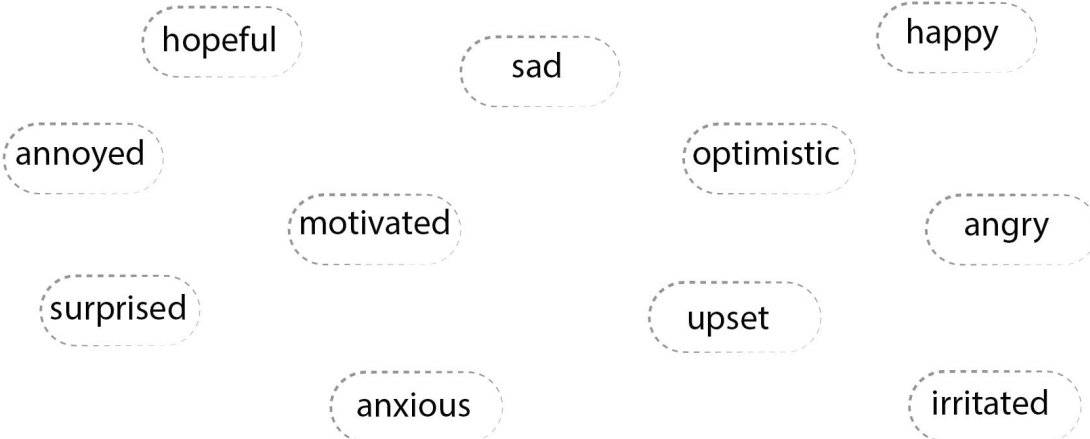 hopeful
sad
happy
annoyed
optimistic
motivated
angry
surprised
upset
anxious
irritated